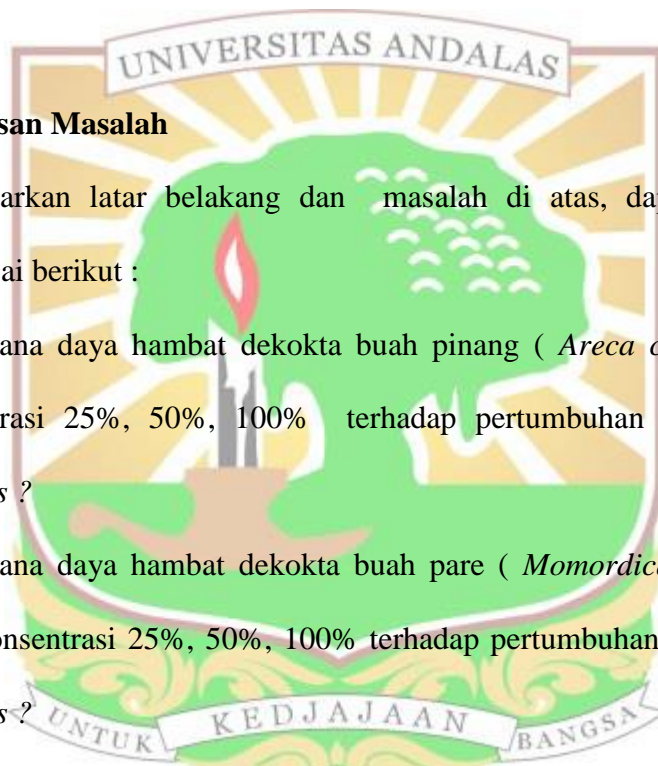 UNIVERSITAS ANDALAS
san Masalah
arkan latar belakang dan masalah di atas, dap
ai berikut :
ana daya hambat dekokta buah pinang ( Areca c
rasi 25%, 50%, 100% terhadap pertumbuhan
s ?
ana daya hambat dekokta buah pare ( Momordica
onsentrasi 25%, 50%, 100% terhadap pertumbuhan
s ?
UNTUK KEDJAJAAN BANGSA